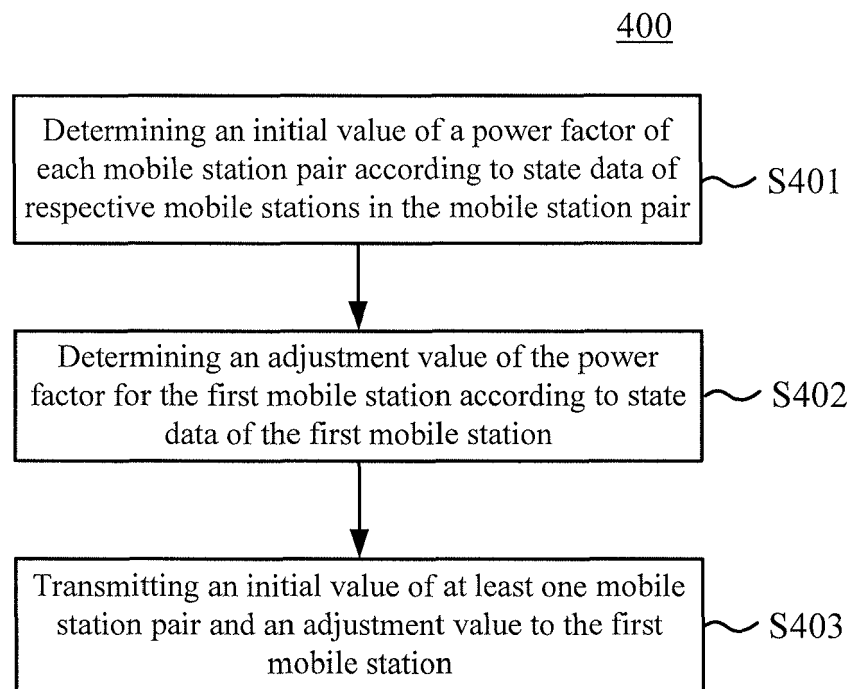 400
Determining an initial value of a power factor of
each mobile station pair according to state data of
respective mobile stations in the mobile station pair
S401
Determining an adjustment value of the power
factor for the first mobile station according to state
data of the first mobile station
S402
Transmitting an initial value of at least one mobile
station pair and an adjustment value to the first
mobile station
S403